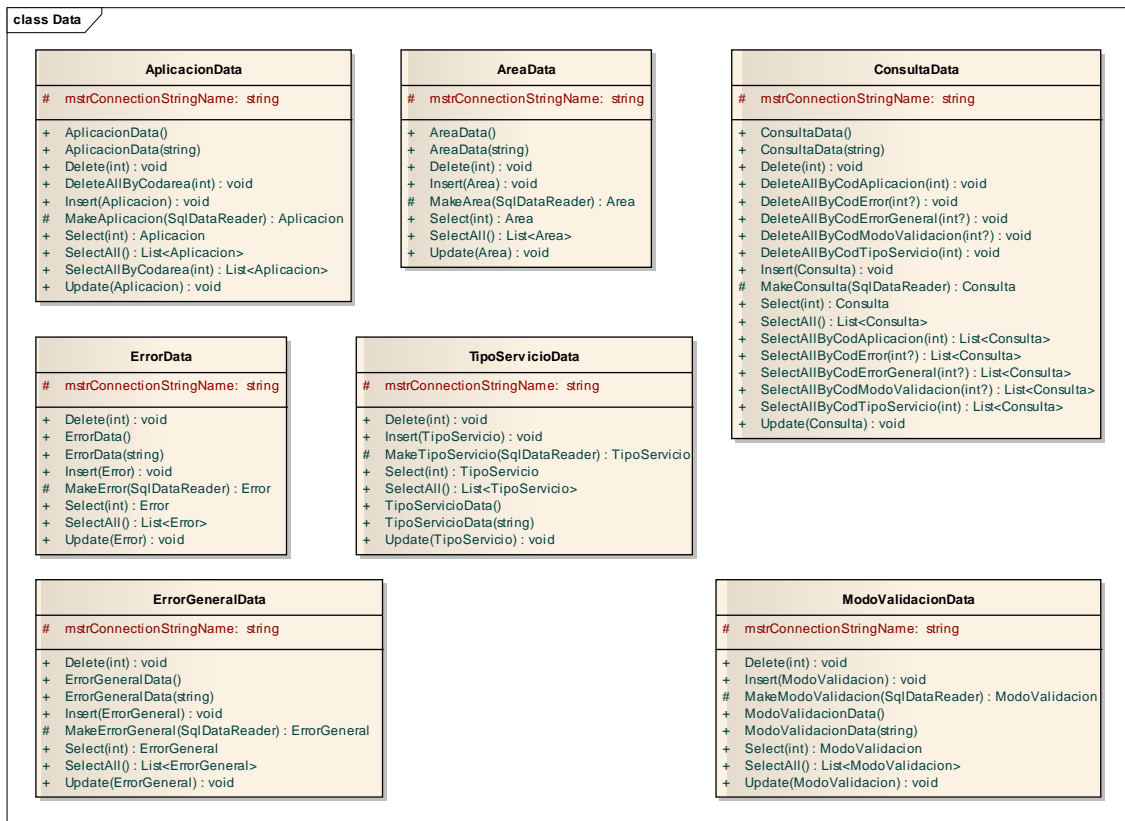 class Data
AplicacionData
# mstrConnectionStringName: string
+ AplicacionData()
+ AplicacionData(string)
+ Delete(int) : void
+ DeleteAllByCodarea(int) : void
+ Insert(Aplicacion) : void
# MakeAplicacion(SqlDataReader) : Aplicacion
+ Select(int) : Aplicacion
+ SelectAll() : List<Aplicacion>
+ SelectAllByCodarea(int) : List<Aplicacion>
+ Update(Aplicacion) : void
AreaData
# mstrConnectionStringName: string
+ AreaData()
+ AreaData(string)
+ Delete(int) : void
+ Insert(Area) : void
# MakeArea(SqlDataReader) : Area
+ Select(int) : Area
+ SelectAll() : List<Area>
+ Update(Area) : void
ConsultaData
# mstrConnectionStringName: string
+ ConsultaData()
+ ConsultaData(string)
+ Delete(int) : void
+ DeleteAllByCodAplicacion(int) : void
+ DeleteAllByCodError(int?) : void
+ DeleteAllByCodErrorGeneral(int?) : void
+ DeleteAllByCodModoValidacion(int?) : void
+ DeleteAllByCodTipoServicio(int) : void
+ Insert(Consulta) : void
# MakeConsulta(SqlDataReader) : Consulta
+ Select(int) : Consulta
+ SelectAll() : List<Consulta>
+ SelectAllByCodAplicacion(int) : List<Consulta>
+ SelectAllByCodError(int?) : List<Consulta>
+ SelectAllByCodErrorGeneral(int?) : List<Consulta>
+ SelectAllByCodModoValidacion(int?) : List<Consulta>
+ SelectAllByCodTipoServicio(int) : List<Consulta>
+ Update(Consulta) : void
ErrorData
# mstrConnectionStringName: string
+ Delete(int) : void
+ ErrorData()
+ ErrorData(string)
+ Insert(Error) : void
# MakeError(SqlDataReader) : Error
+ Select(int) : Error
+ SelectAll() : List<Error>
+ Update(Error) : void
TipoServicioData
# mstrConnectionStringName: string
+ Delete(int) : void
+ Insert(TipoServicio) : void
# MakeTipoServicio(SqlDataReader) : TipoServicio
+ Select(int) : TipoServicio
+ SelectAll() : List<TipoServicio>
+ TipoServicioData()
+ TipoServicioData(string)
+ Update(TipoServicio) : void
ErrorGeneralData
# mstrConnectionStringName: string
+ Delete(int) : void
+ ErrorGeneralData()
+ ErrorGeneralData(string)
+ Insert(ErrorGeneral) : void
# MakeErrorGeneral(SqlDataReader) : ErrorGeneral
+ Select(int) : ErrorGeneral
+ SelectAll() : List<ErrorGeneral>
+ Update(ErrorGeneral) : void
ModoValidacionData
# mstrConnectionStringName: string
+ Delete(int) : void
+ Insert(ModoValidacion) : void
# MakeModoValidacion(SqlDataReader) : ModoValidacion
+ ModoValidacionData()
+ ModoValidacionData(string)
+ Select(int) : ModoValidacion
+ SelectAll() : List<ModoValidacion>
+ Update(ModoValidacion) : void